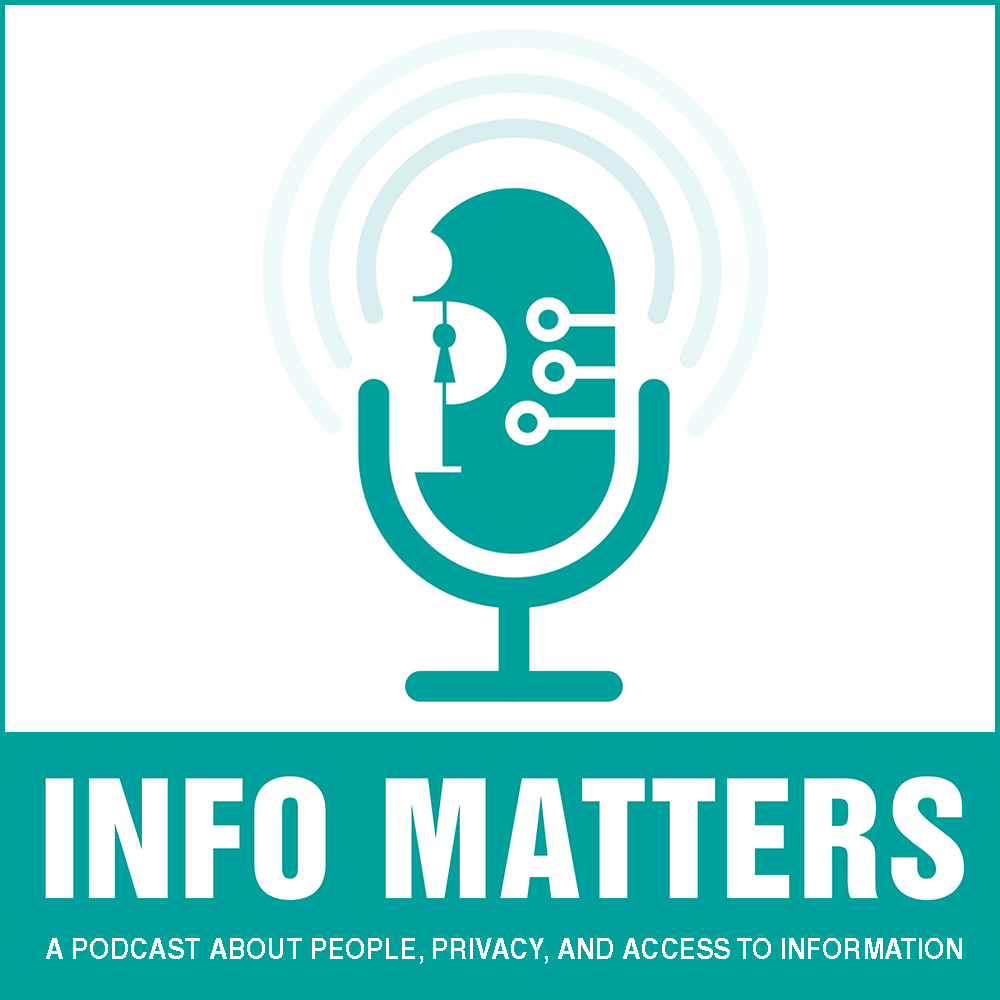 INFO MATTERS
A PODCAST ABOUT PEOPLE, PRIVACY, AND ACCESS TO INFORMATION